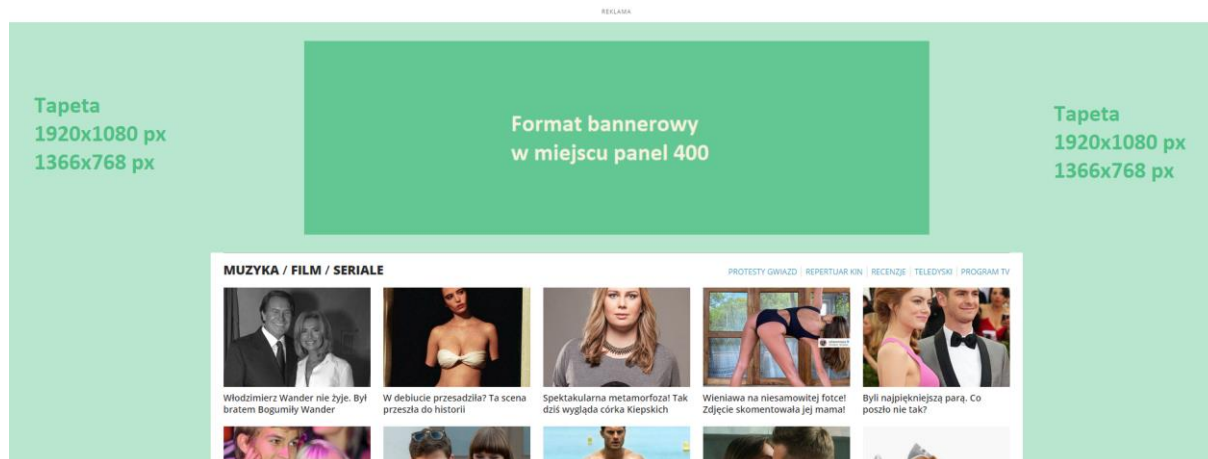 REKLAMA
Tapeta
1920x1080 px
1366x768 px
Format bannerowy
w miejscu panel 400
Tapeta
1920x1080 px
1366x768 px
MUZYKA / FILM / SERIALE
PROTESTY GWIAZD | REPERTUAR KIN | RECENZJE | TELEDYSKI | PROGRAM TV
Włodzimierz Wander nie żyje. Był
bratem Bogumiły Wander
W debiucie przesadziła? Ta scena
przeszła do historii
Spektakularna metamorfoza! Tak
dziś wygląda córka Kiepskich
Wieniawa na niesamowitej fotce!
Zdjęcie skomentowała jej mama!
Byli najpiękniejszą parą. Co
poszło nie tak?